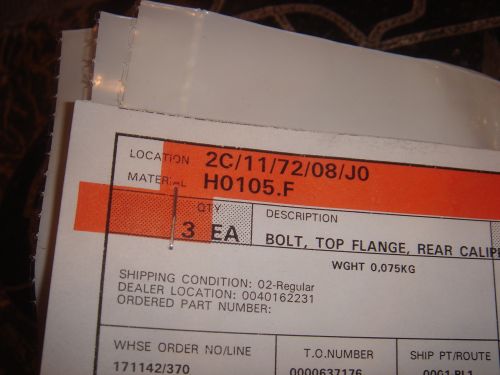 LOCATION 2C/11/72/08/J0
MATERIAL H0105.F
QTY DESCRIPTION
3 EA BOLT, TOP FLANGE, REAR CALIP
WGHT 0,075KG
SHIPPING CONDITION: 02-Regular
DEALER LOCATION: 0040162231
ORDERED PART NUMBER:
WHSE ORDER NO/LINE T.O.NUMBER SHIP PT/ROUTE
171142/370 0000637176